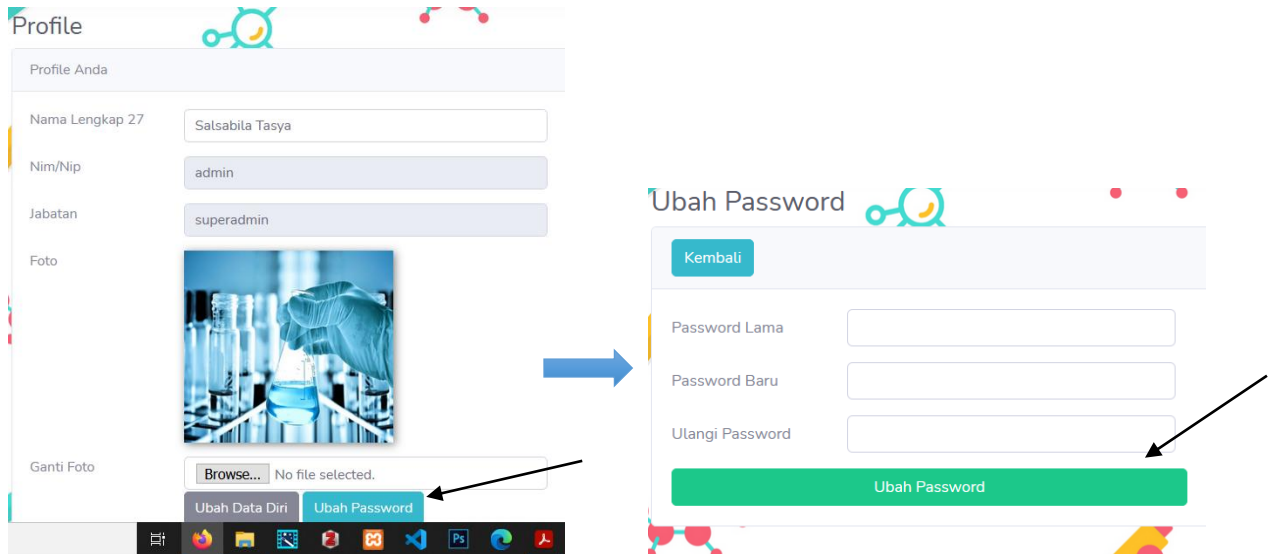 Profile
Profile Anda
Nama Lengkap 27
Salsabila Tasya
Nim/Nip
admin
Jabatan
superadmin
Foto
Ganti Foto
Browse... No file selected.
Ubah Data Diri
Ubah Password
Ps
Ubah Password
Kembali
Password Lama
Password Baru
Ulangi Password
Ubah Password